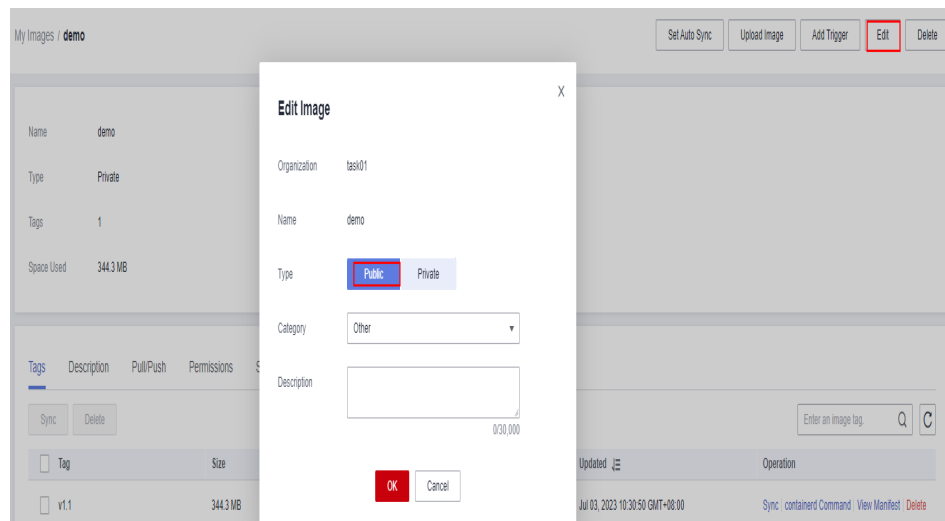 My Images / demo
Set Auto Sync Upload Image Add Trigger Edit Delete
X
Edit Image
Name demo
Type Private
Tags 1
Space Used 344.3 MB
Organization task01
Name demo
Type Public Private
Category Other
Description
0/30,000
OK Cancel
Tags Description Pull/Push Permissions S
Sync Delete
Enter an image tag.
Tag Size Updated Operation
v1.1 344.3 MB Jul 03, 2023 10:30:50 GMT+08:00 Sync containerd Command View Manifest Delete